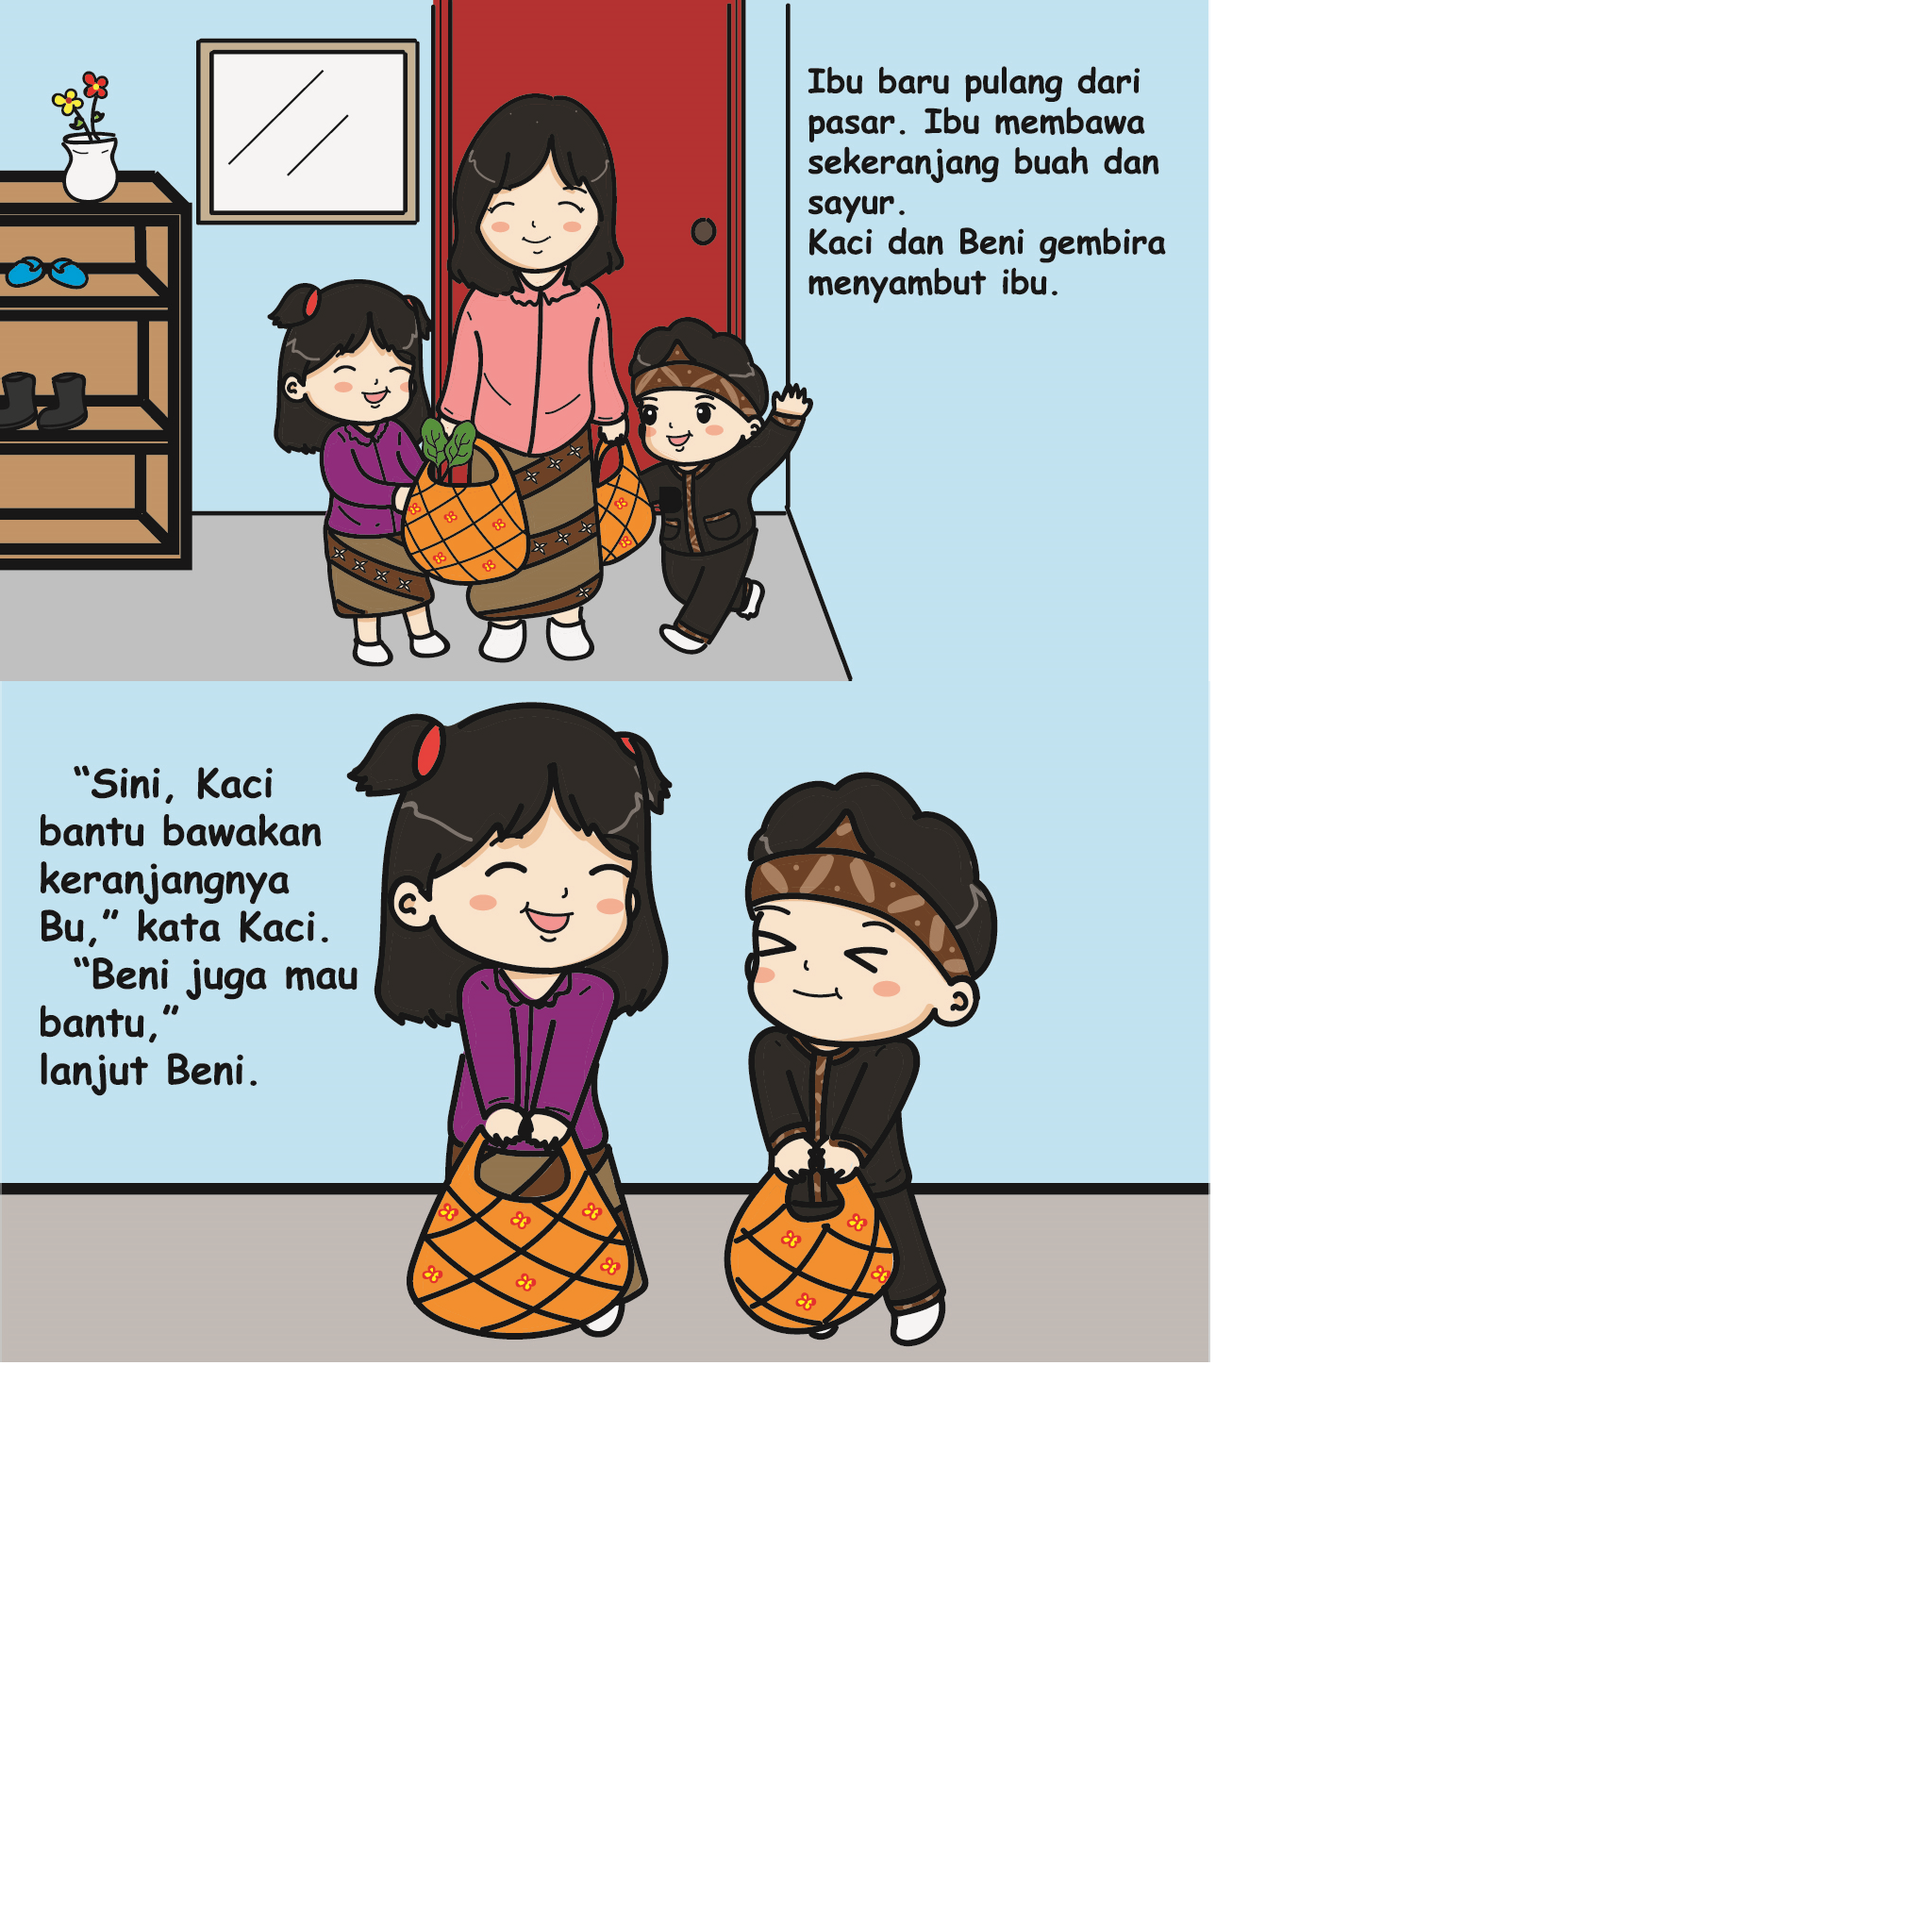 Ibu baru pulang dari
pasar. Ibu membawa
sekeranjang buah dan
sayur.
Kaci dan Beni gembira
menyambut ibu.
“Sini, Kaci
bantu bawakan
keranjangnya
Bu,” kata Kaci.
“Beni juga mau
bantu,”
lanjut Beni.